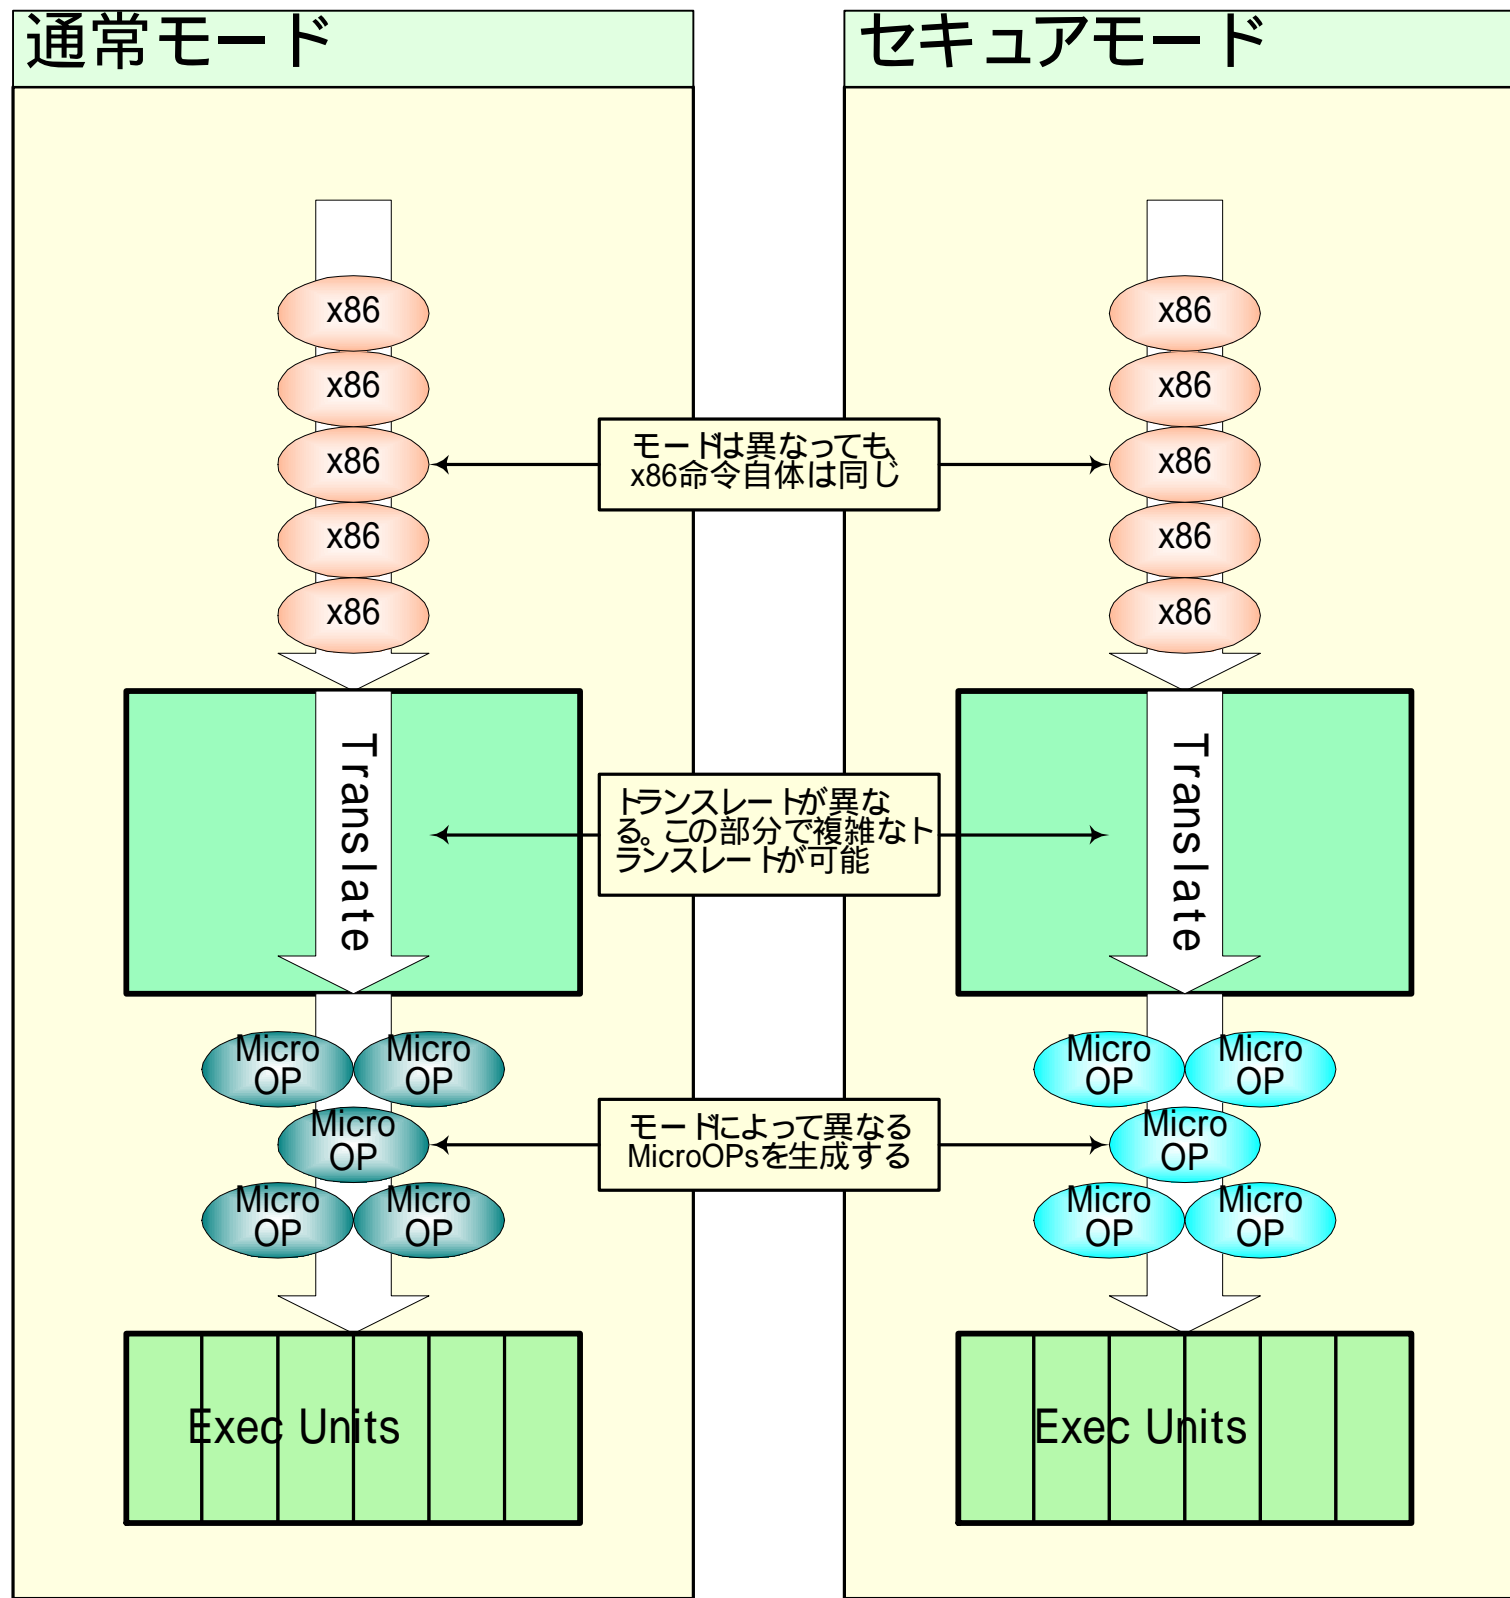 通常モード
セキュアモード
x86
x86
x86
x86
x86
x86
x86
x86
x86
x86
モードは異なっても、
x86命令自体は同じ
Translate
Translate
トランスレートが異な
る。この部分で複雑なト
ランスレートが可能
Micro
OP
Micro
OP
Micro
OP
Micro
OP
Micro
OP
Micro
OP
Micro
OP
Micro
OP
Micro
OP
Micro
OP
モードによって異なる
MicroOPsを生成する
Exec Units
Exec Units